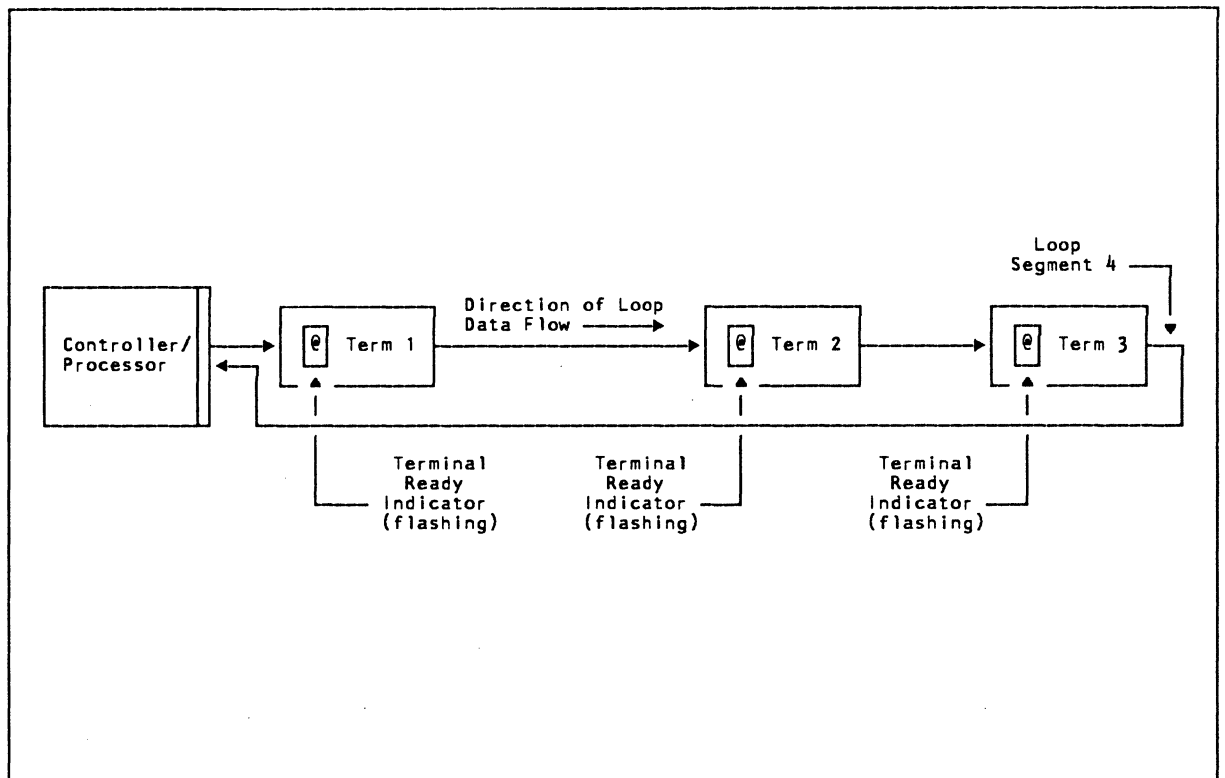 Loop
Segment 4
Direction of Loop
Data Flow
Controller/
Processor
@ Term 1
@ Term 2
@ Term 3
Terminal
Ready
Indicator
(flashing)
Terminal
Ready
Indicator
(flashing)
Terminal
Ready
Indicator
(flashing)